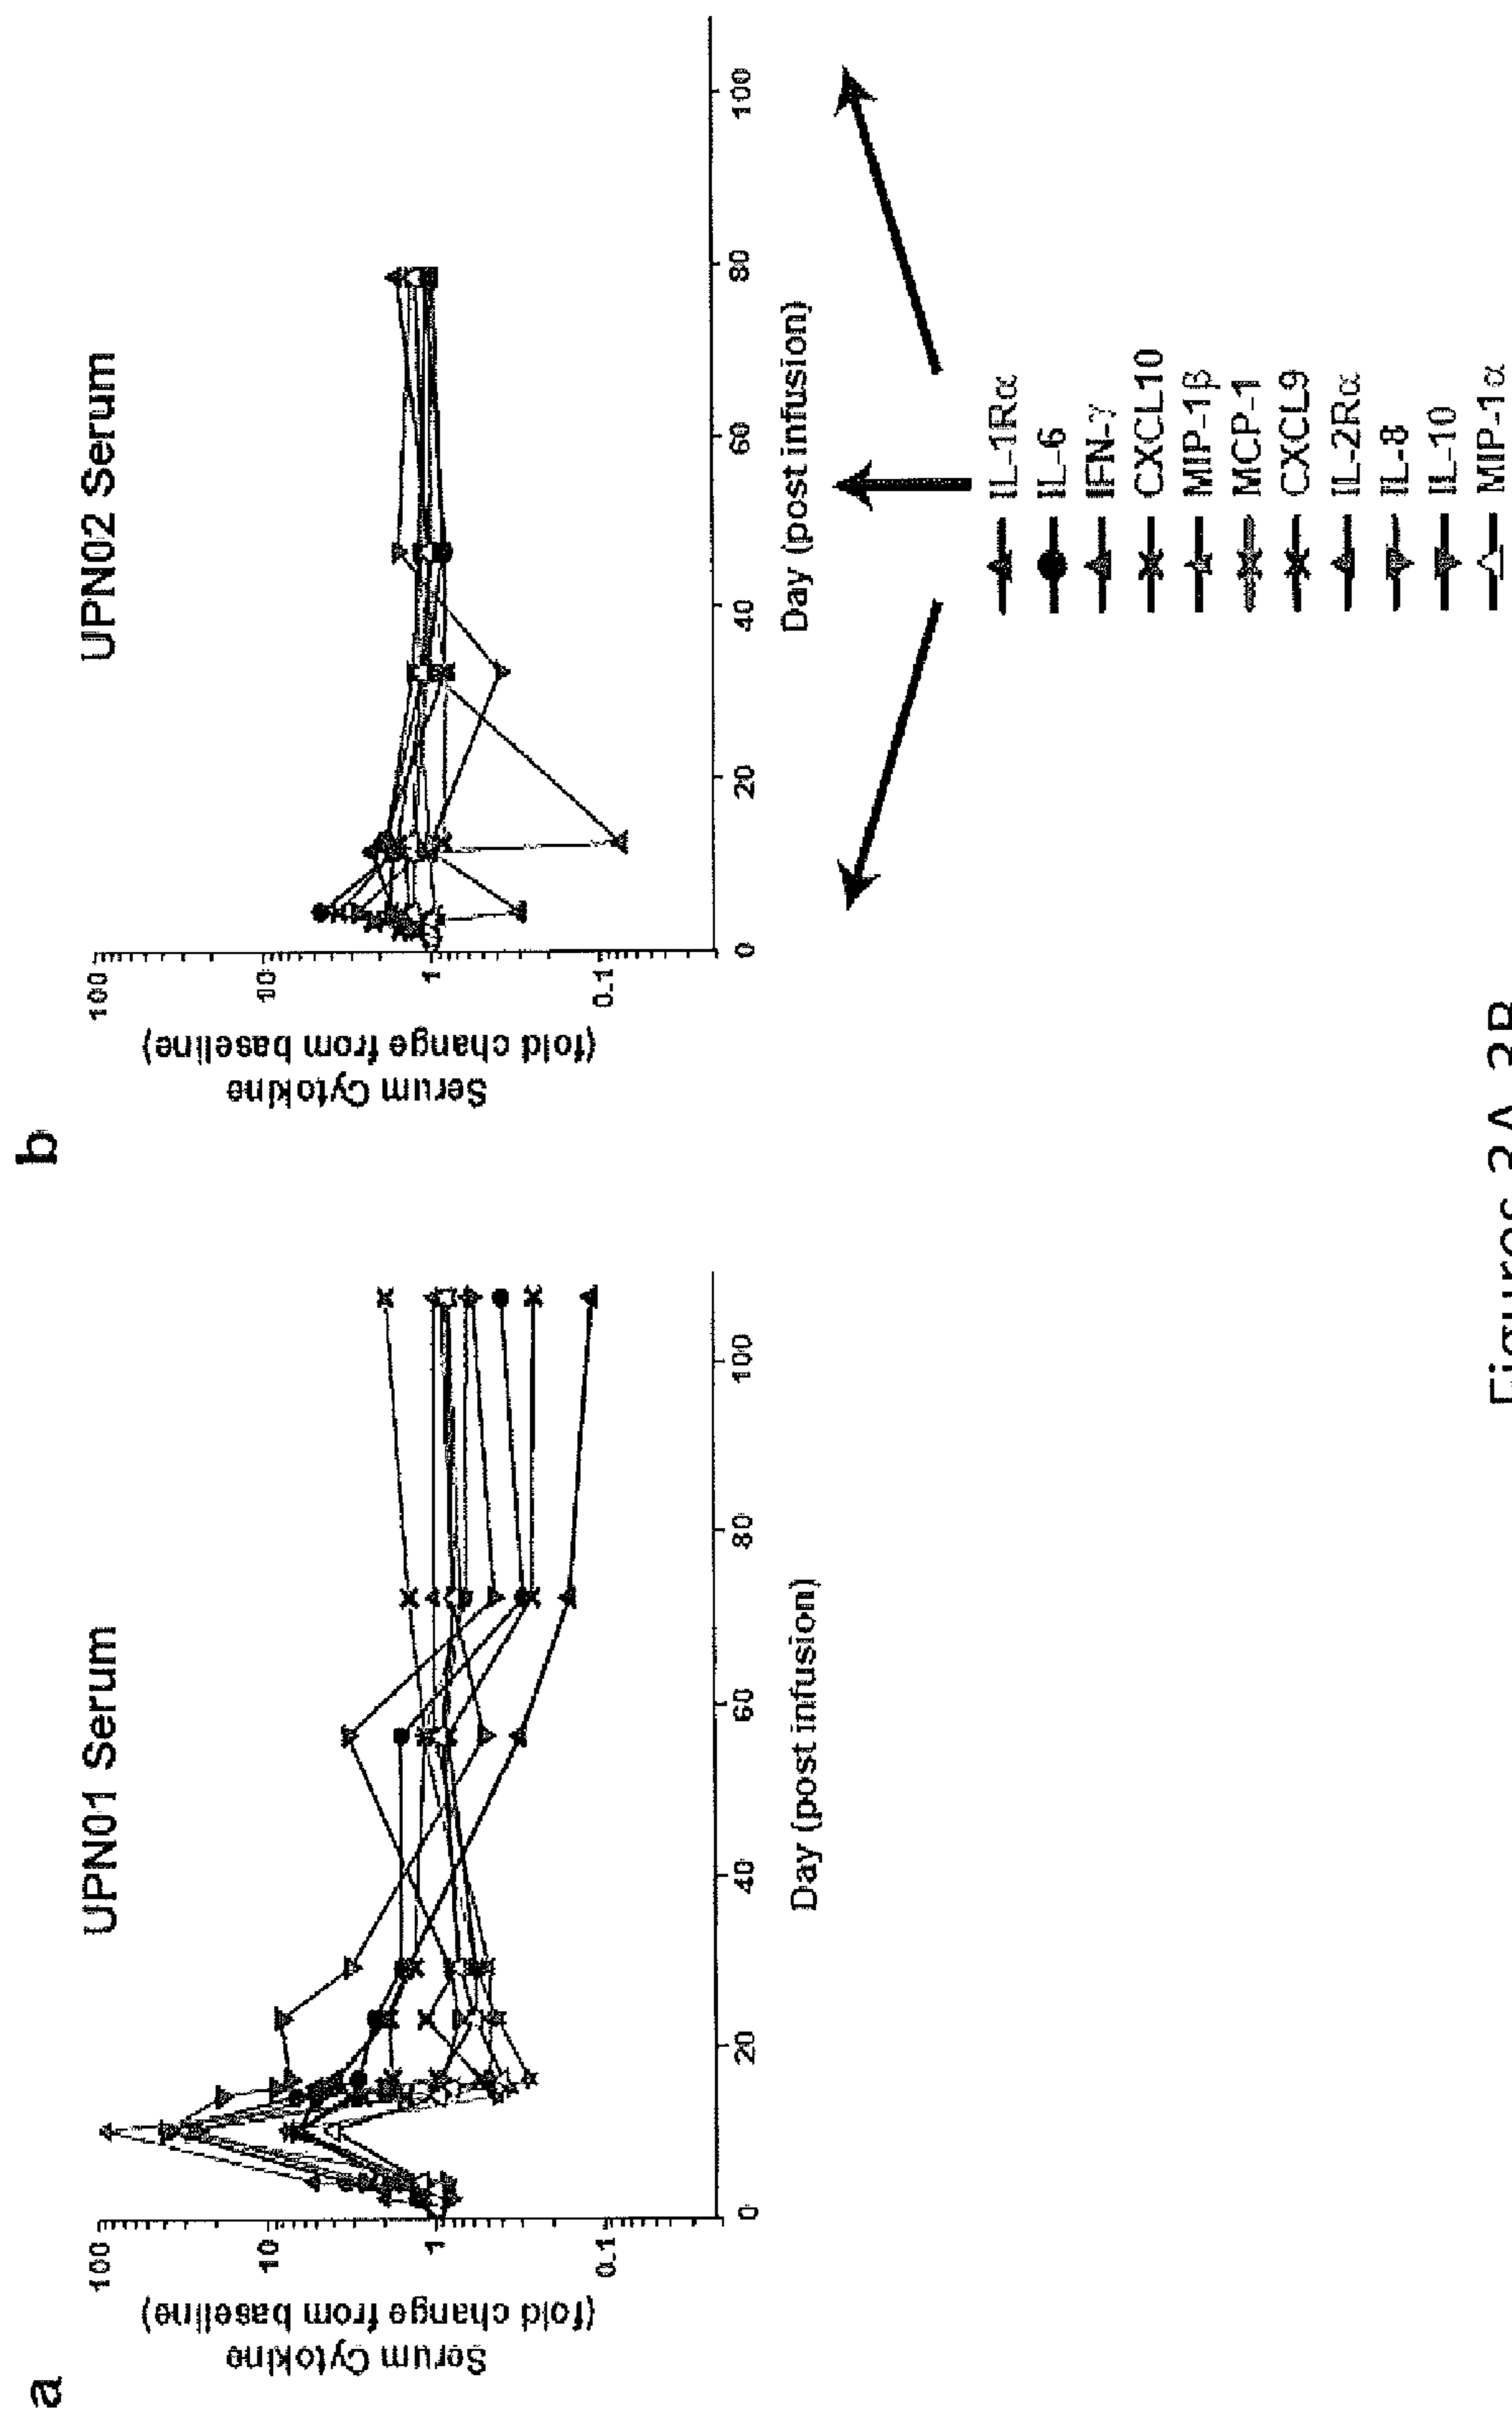 a
UPN01 Serum
Serum Cytokine
(fold change from baseline)
100
10
1
0.1
0
20
40
60
80
100
Day (post infusion)
b
UPN02 Serum
Serum Cytokine
(fold change from baseline)
100
10
1
0.1
0
20
40
60
80
100
Day (post infusion)
IL-1Rα
IL-6
IFN-γ
CXCL10
MIP-1β
MCP-1
CXCL9
IL-2Rα
IL-8
IL-10
MIP-1α
Figures 3A-3B